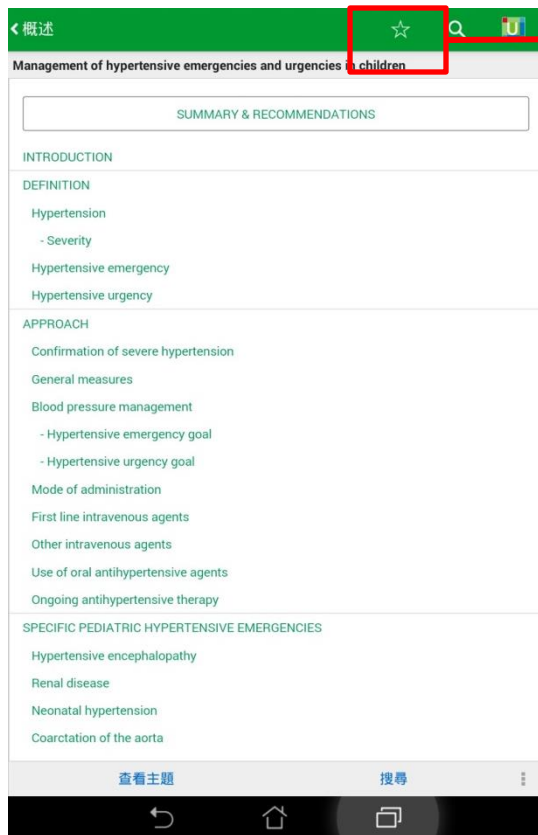 概述
Management of hypertensive emergencies and urgencies in children
SUMMARY & RECOMMENDATIONS
INTRODUCTION
DEFINITION
Hypertension
- Severity
Hypertensive emergency
Hypertensive urgency
APPROACH
Confirmation of severe hypertension
General measures
Blood pressure management
- Hypertensive emergency goal
- Hypertensive urgency goal
Mode of administration
First line intravenous agents
Other intravenous agents
Use of oral antihypertensive agents
Ongoing antihypertensive therapy
SPECIFIC PEDIATRIC HYPERTENSIVE EMERGENCIES
Hypertensive encephalopathy
Renal disease
Neonatal hypertension
Coarctation of the aorta
查看主題 搜尋